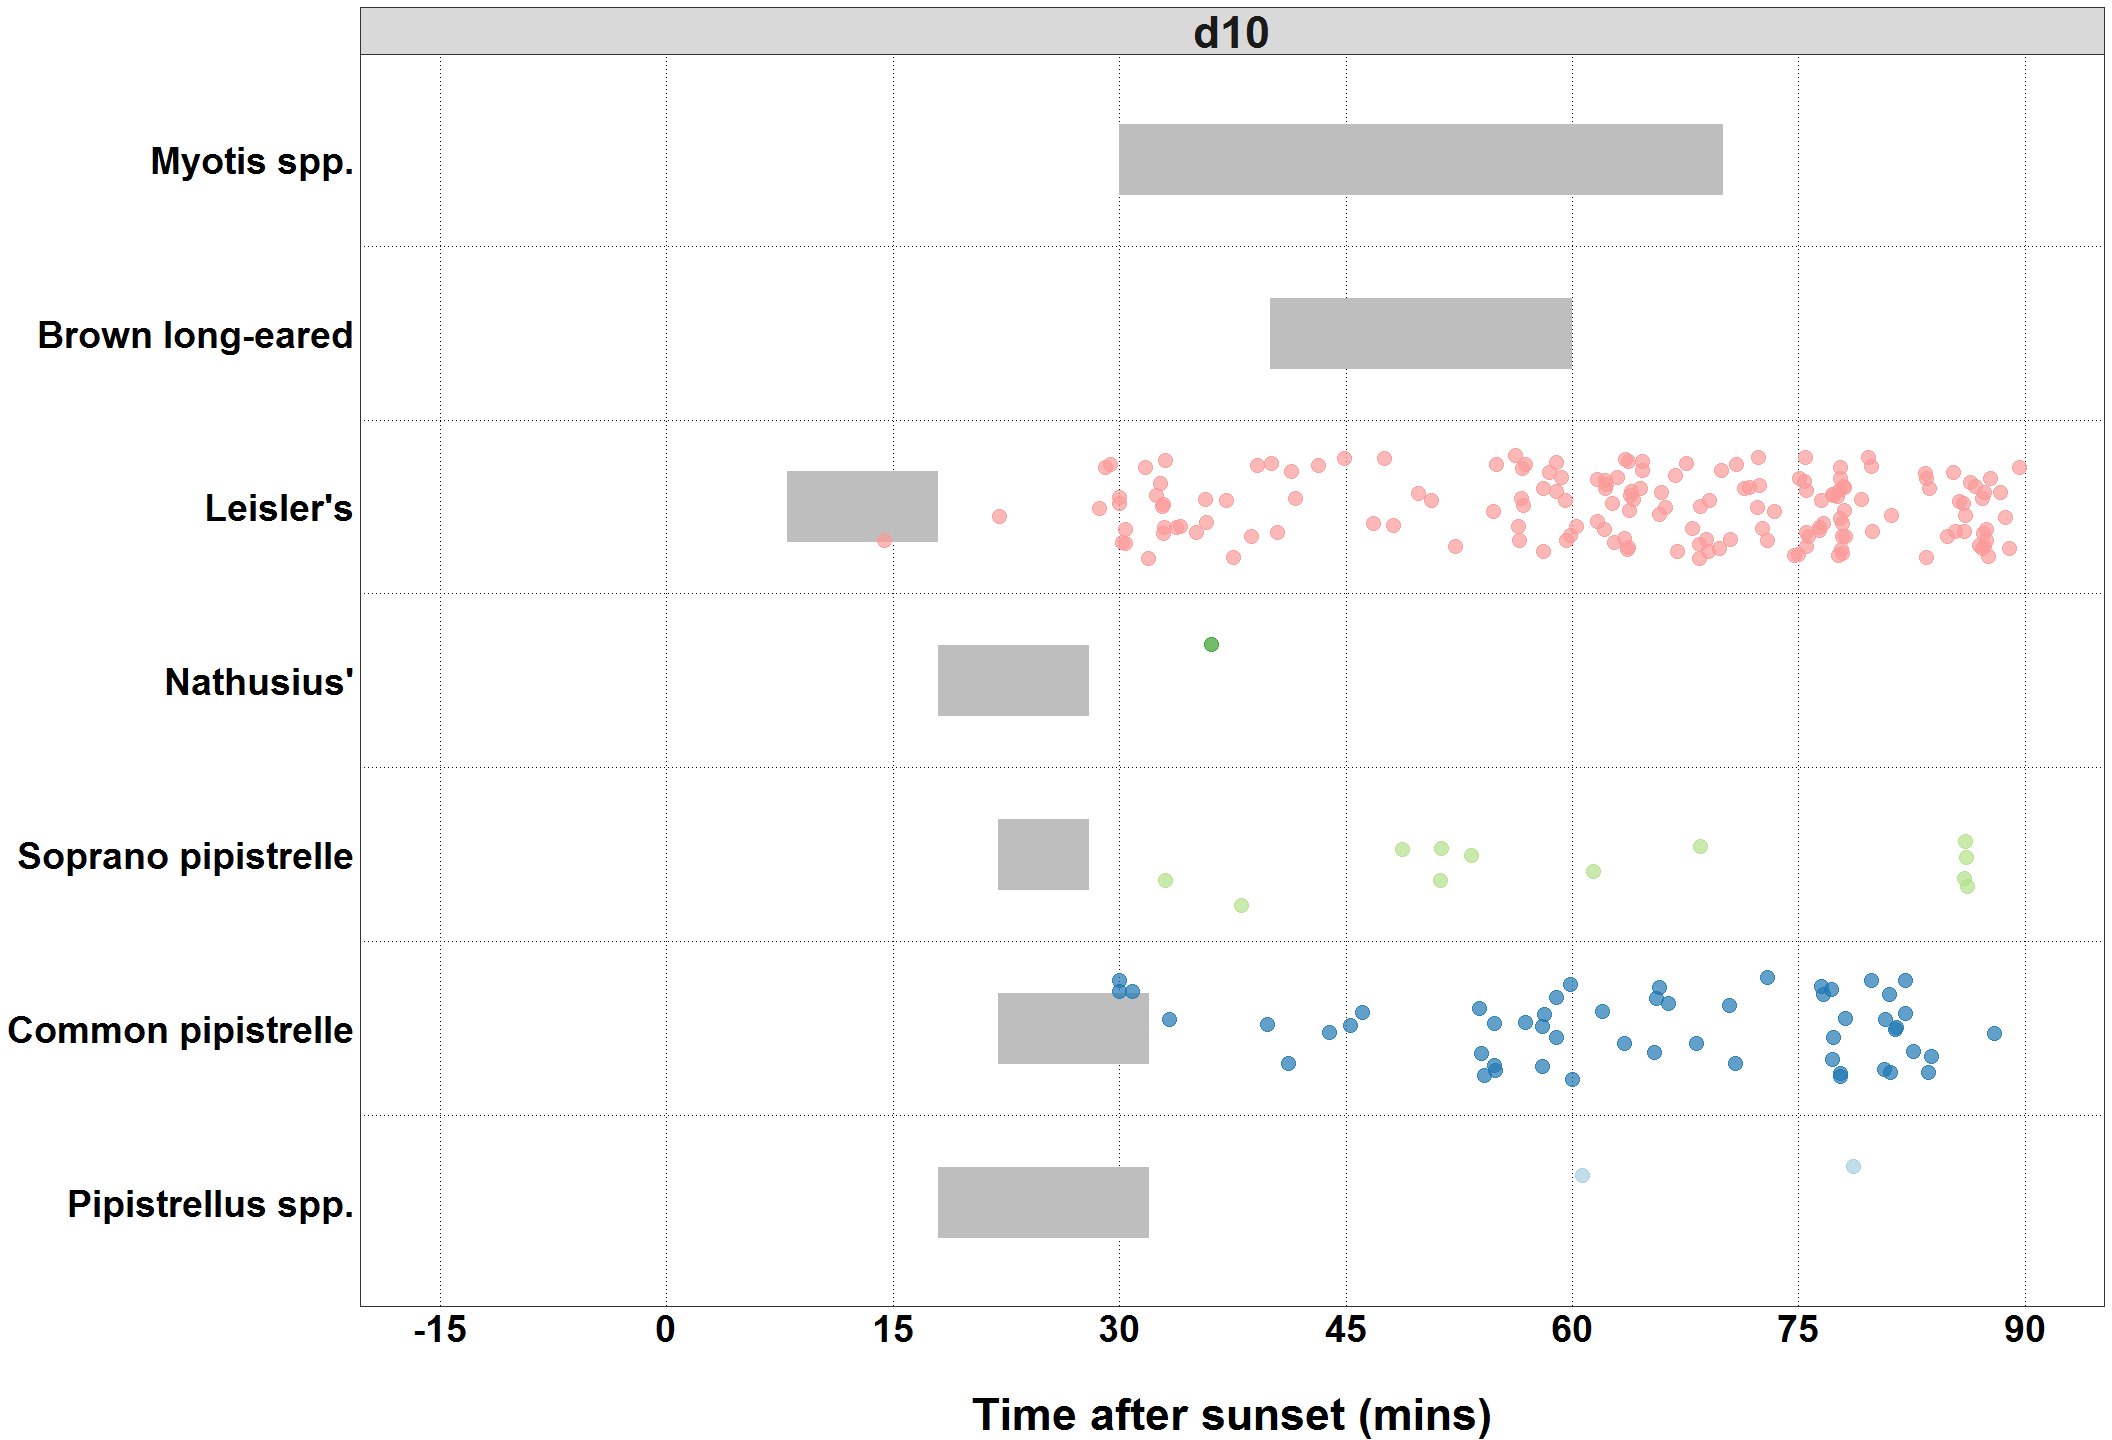 d10
Myotis spp.
Brown long-eared
Leisler's
Nathusius'
Soprano pipistrelle
Common pipistrelle
Pipistrellus spp.
-15 0 15 30 45 60 75 90
Time after sunset (mins)